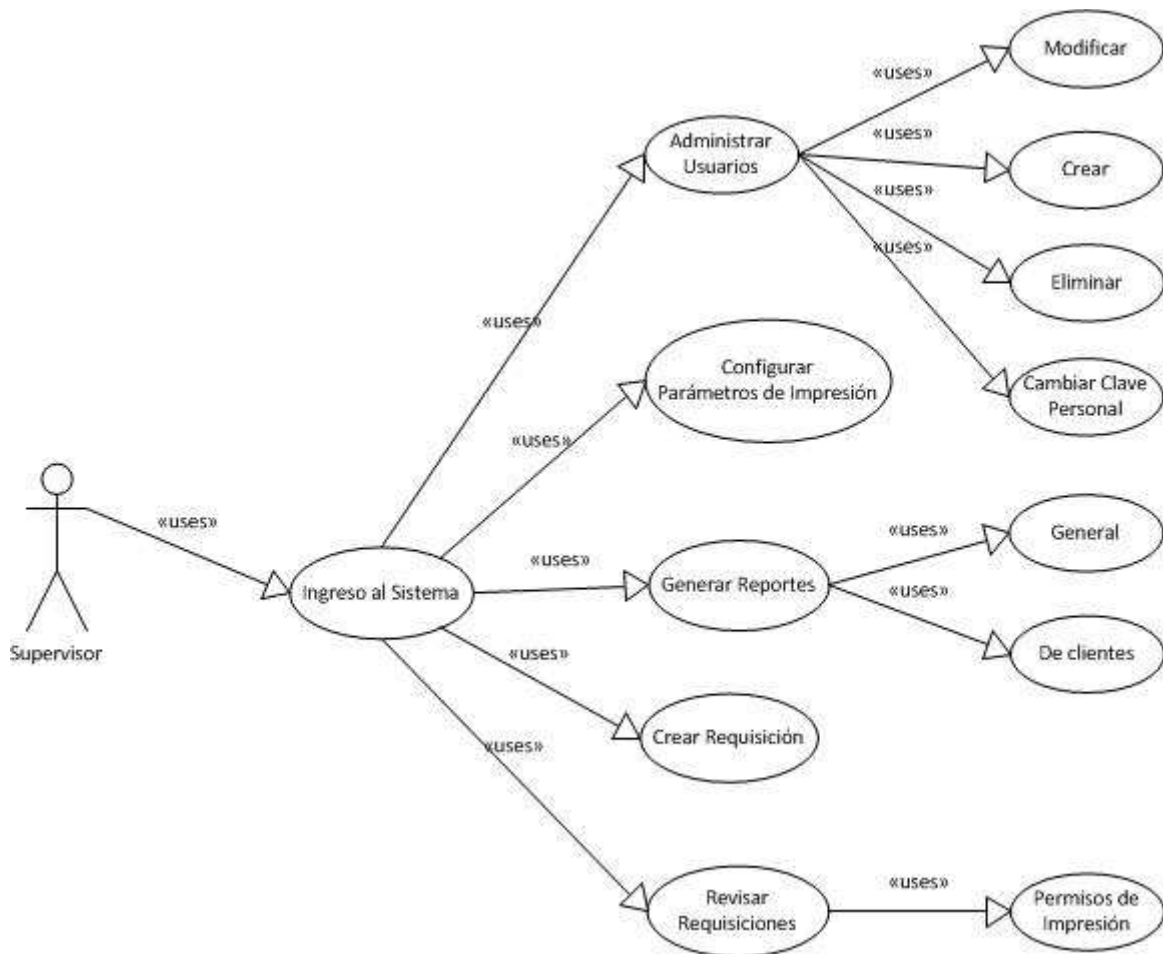 Modificar
«uses»
Administrar
Usuarios
«uses»
Crear
«uses»
Eliminar
«uses»
«uses»
Configurar
Parámetros de Impresión
Cambiar Clave
Personal
«uses»
«uses»
«uses»
General
«uses»
Ingreso al Sistema
Generar Reportes
«uses»
Supervisor
De clientes
«uses»
Crear Requisición
«uses»
Revisar
Requisiciones
«uses»
Permisos de
Impresión